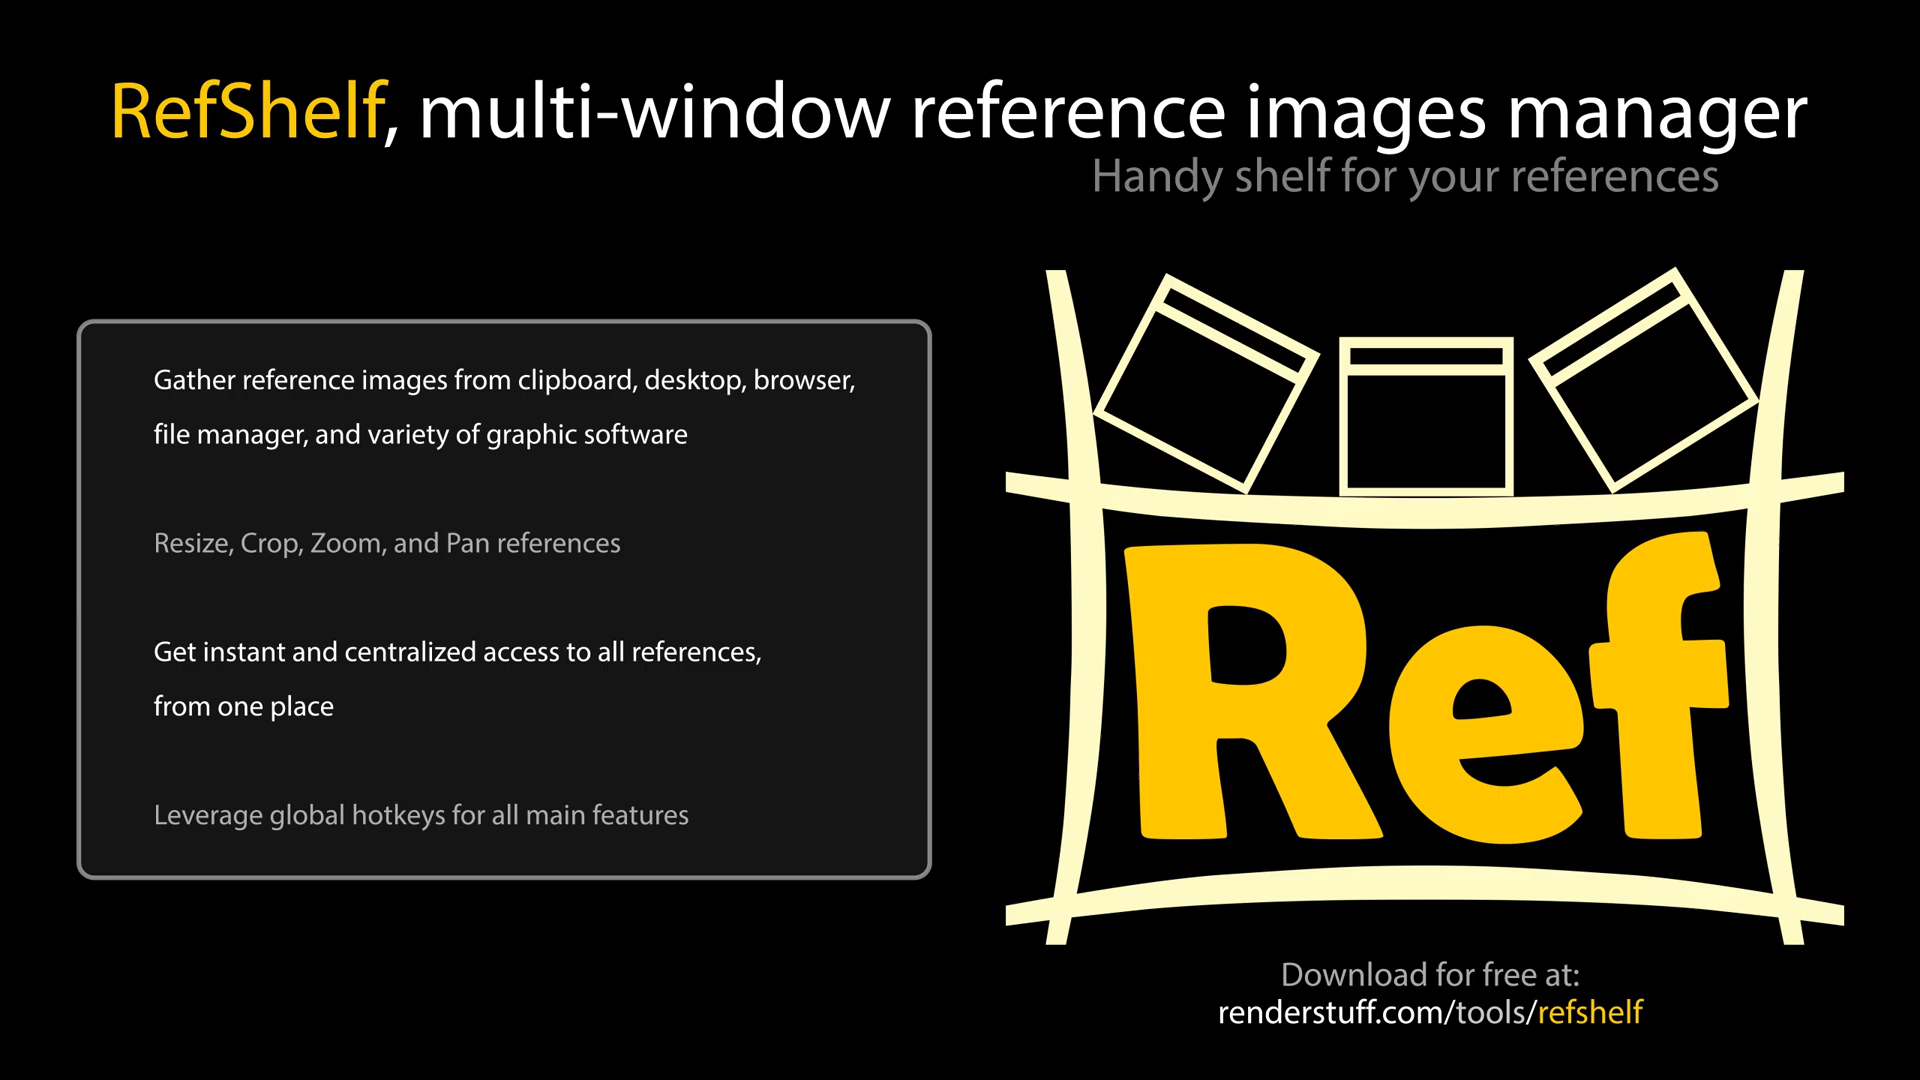 RefShelf, multi-window reference images manager
Handy shelf for your references
Gather reference images from clipboard, desktop, browser,
file manager, and variety of graphic software
Resize, Crop, Zoom, and Pan references
Get instant and centralized access to all references,
from one place
Leverage global hotkeys for all main features
Ref
Download for free at:
renderstuff.com/tools/refshelf